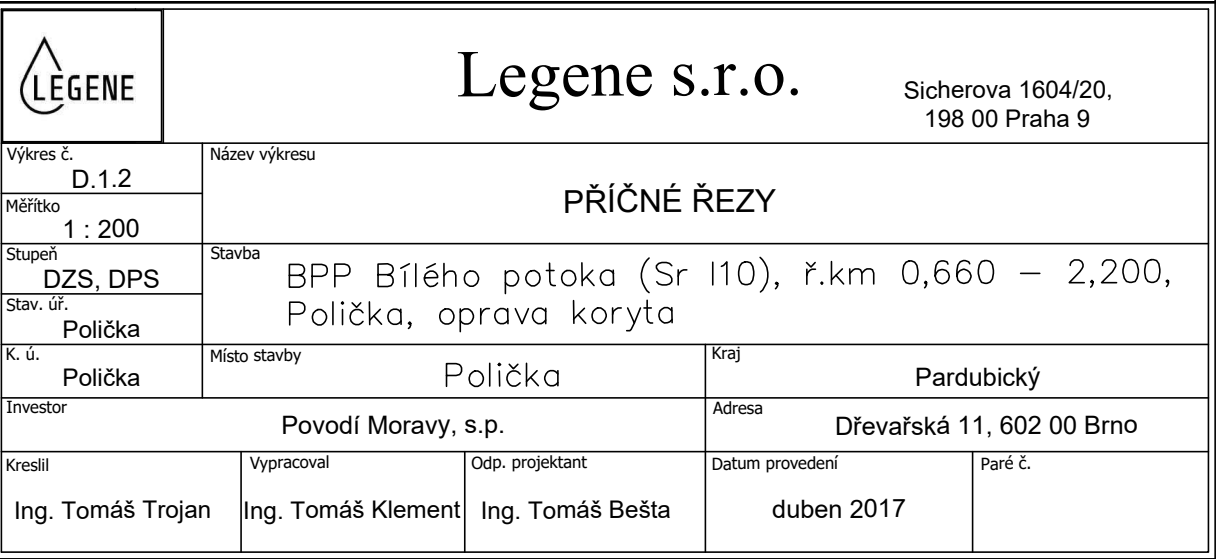 LEGENE
Legene s.r.o.
Sicherova 1604/20,
198 00 Praha 9
Výkres č.
D.1.2
Měřítko
1 : 200
Název výkresu
PŘÍČNÉ ŘEZY
Stupeň
DZS, DPS
Stav. úř.
Polička
Stavba
BPP Bílého potoka (Sr I10), ř.km 0,660 – 2,200,
Polička, oprava koryta
K. ú.
Polička
Místo stavby
Polička
Kraj
Pardubický
Investor
Povodí Moravy, s.p.
Adresa
Dřevařská 11, 602 00 Brno
Kreslil
Ing. Tomáš Trojan
Vypracoval
Ing. Tomáš Klement
Odp. projektant
Ing. Tomáš Bešta
Datum provedení
duben 2017
Paré č.